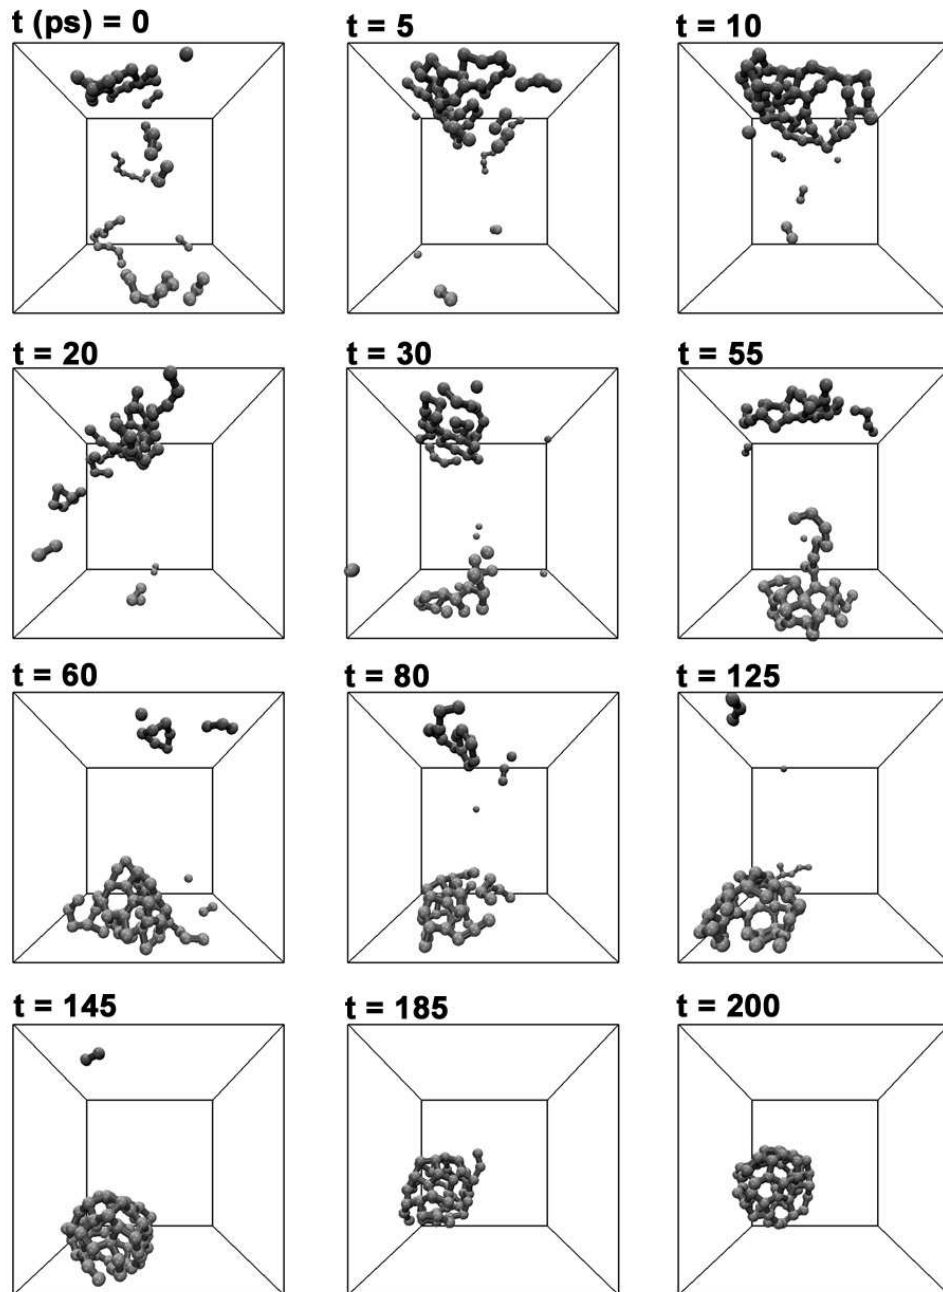 t (ps) = 0
t = 5
t = 10
t = 20
t = 30
t = 55
t = 60
t = 80
t = 125
t = 145
t = 185
t = 200